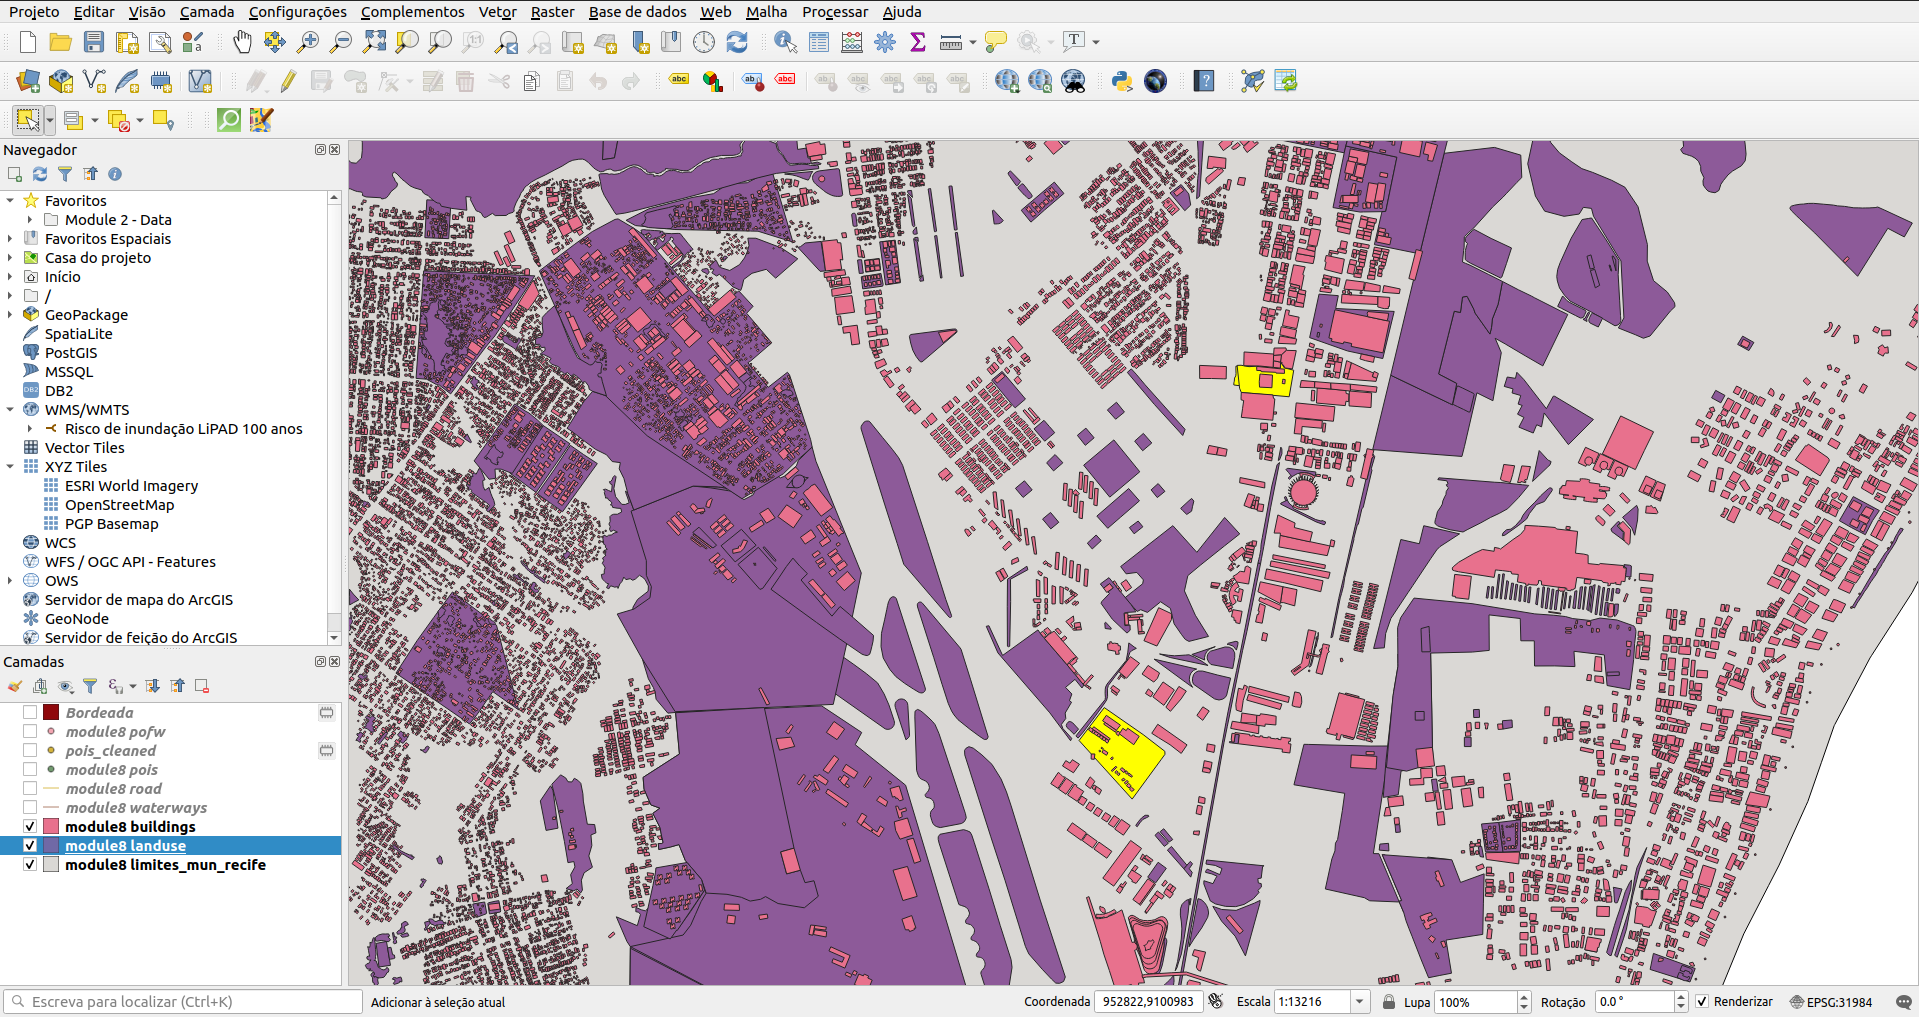 Projeto Editar Visão Camada Configurações Complementos Vetor Raster Base de dados Web Malha Processar Ajuda
Navegador
Favoritos
Module 2 - Data
Favoritos Espaciais
Casa do projeto
Início
/
GeoPackage
SpatiaLite
PostGIS
MSSQL
DB2
WMS/WMTS
Risco de inundação LiPAD 100 anos
Vector Tiles
XYZ Tiles
ESRI World Imagery
OpenStreetMap
PGP Basemap
WCS
WFS / OGC API - Features
OWS
Servidor de mapa do ArcGIS
GeoNode
Servidor de feição do ArcGIS
Camadas
Bordeada
module8 pofw
pois_cleaned
module8 pois
module8 road
module8 waterways
module8 buildings
module8 landuse
module8 limites_mun_recife
Escreva para localizar (Ctrl+K) Adicionar à seleção atual Coordenada 952822,9100983 Escala 1:13216 Lupa 100% Rotação 0.0 ° Renderizar EPSG:31984